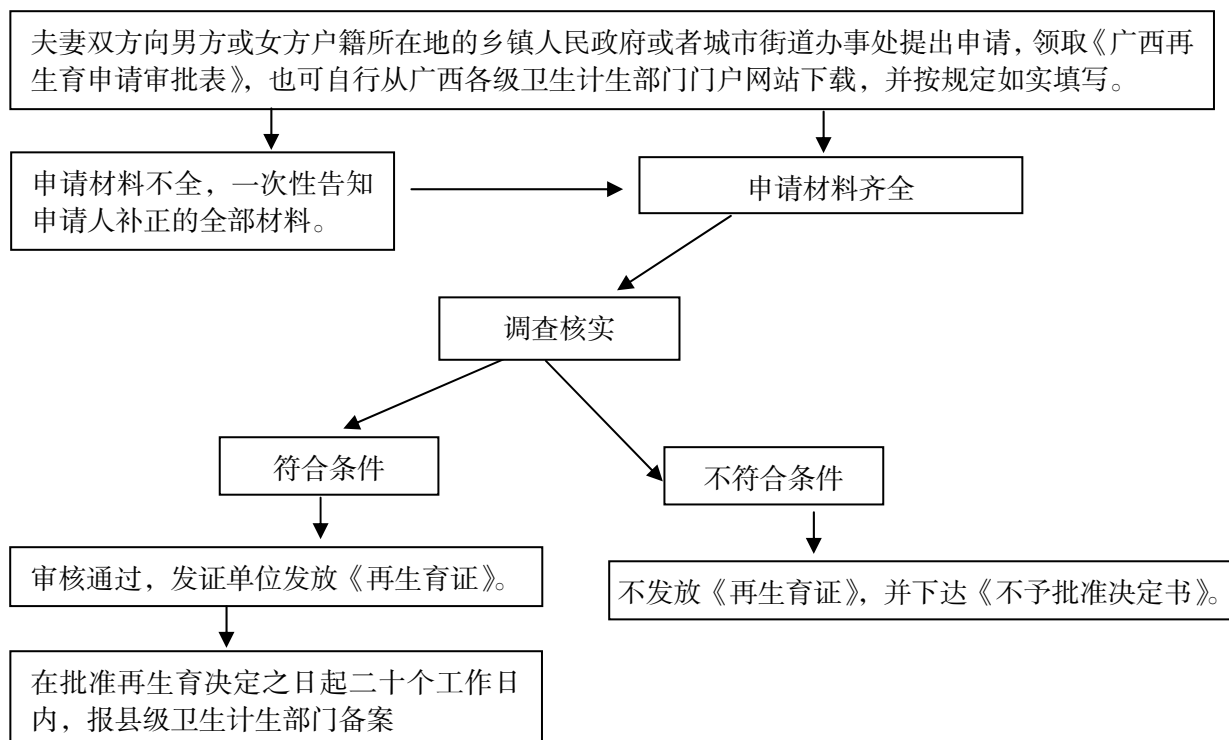 夫妻双方向男方或女方户籍所在地的乡镇人民政府或者城市街道办事处提出申请，领取《广西再
生育申请审批表》，也可自行从广西各级卫生计生部门门户网站下载，并按规定如实填写。
申请材料不全，一次性告知
申请人补正的全部材料。
申请材料齐全
调查核实
符合条件
不符合条件
审核通过，发证单位发放《再生育证》。
不发放《再生育证》，并下达《不予批准决定书》。
在批准再生育决定之日起二十个工作日
内，报县级卫生计生部门备案